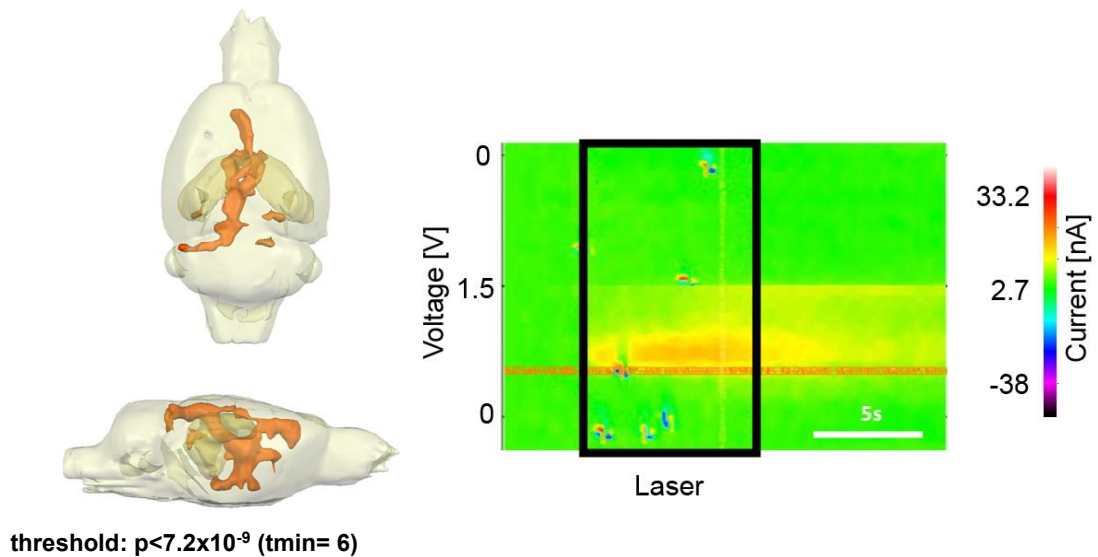 Voltage [V]
0
1.5
0
5s
Laser
33.2
2.7
-38
Current [nA]
threshold: p<7.2x10⁻⁹ (tmin= 6)